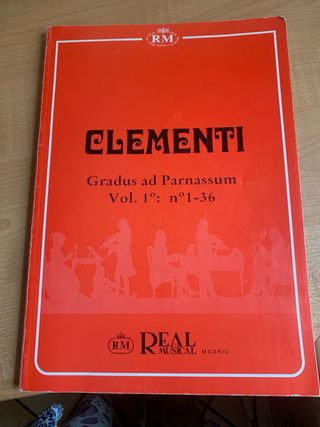 RM
CLEMENTI
Gradus ad Parnassum
Vol. 1º: nº1-36
RM REAL MUSICAL MADRID